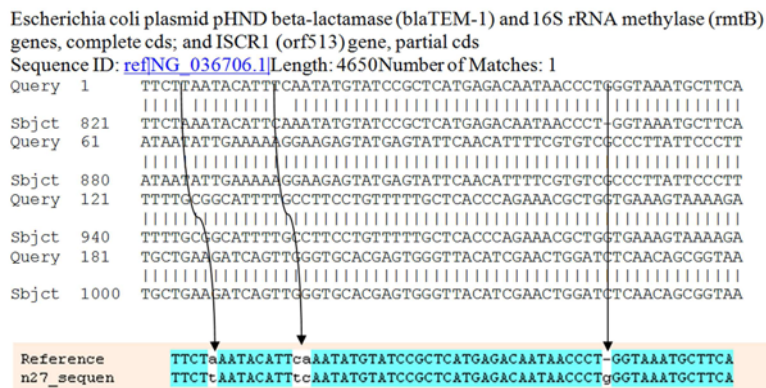 Escherichia coli plasmid pHND beta-lactamase (blaTEM-1) and 16S rRNA methylase (rmtB)
genes, complete cds; and ISCR1 (orf513) gene, partial cds
Sequence ID: ref|NG_036706.1|Length: 4650Number of Matches: 1
Query 1 TTCTTAATACATTTCAATATGTATCCGCTCATGAGACAATAACCCTGGGTAAATGCTTCA
Sbjct 821 TTCTAAATACATTCAAATATGTATCCGCTCATGAGACAATAACCCT-GGTAAATGCTTCA
Query 61 ATAATATTGAAAAAGGAAGAGTATGAGTATTCAACATTTTCGTGTCGCCCTTATTCCCTT
Sbjct 880 ATAATATTGAAAAAGGAAGAGTATGAGTATTCAACATTTTCGTGTCGCCCTTATTCCCTT
Query 121 TTTTGCGGCATTTTGCCTTCCTGTTTTTGCTCACCCAGAAACGCTGGTGAAAGTAAAAGA
Sbjct 940 TTTTGCGGCATTTTGCCTTCCTGTTTTTGCTCACCCAGAAACGCTGGTGAAAGTAAAAGA
Query 181 TGCTGAAGATCAGTTGGGTGCACGAGTGGGTTACATCGAACTGGATCTCAACAGCGGTAA
Sbjct 1000 TGCTGAAGATCAGTTGGGTGCACGAGTGGGTTACATCGAACTGGATCTCAACAGCGGTAA
Reference TTCTaAATACATTcaAATATGTATCCGCTCATGAGACAATAACCCT-GGTAAATGCTTCA
n27_sequen TTCTtAATACATTtcAATATGTATCCGCTCATGAGACAATAACCCTgGGTAAATGCTTCA